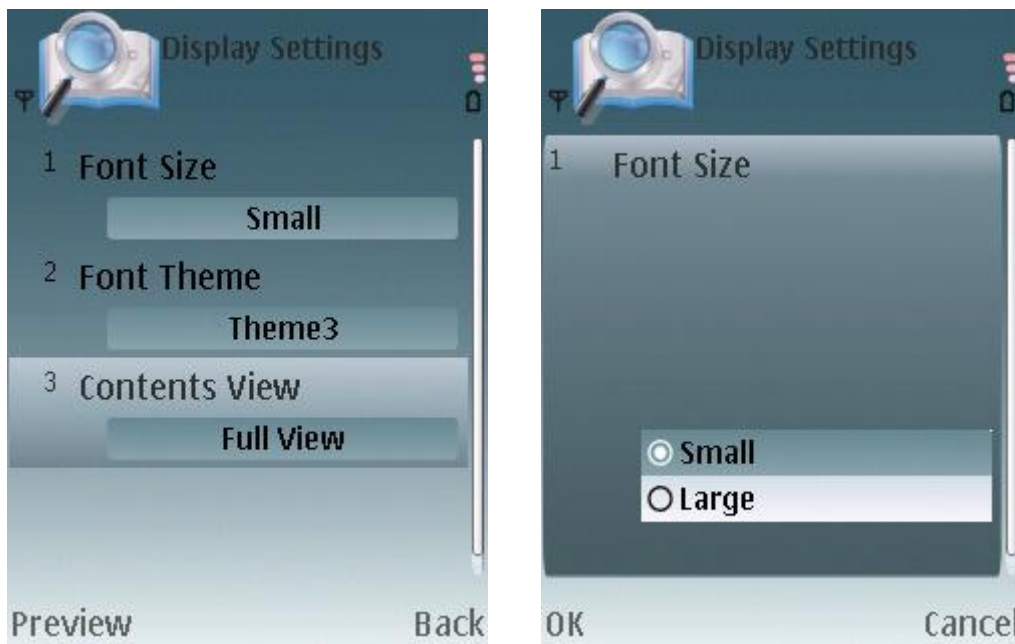 Display Settings
1 Font Size
Small
2 Font Theme
Theme3
3 Contents View
Full View
Preview Back
Display Settings
1 Font Size
Small
Large
OK Cancel